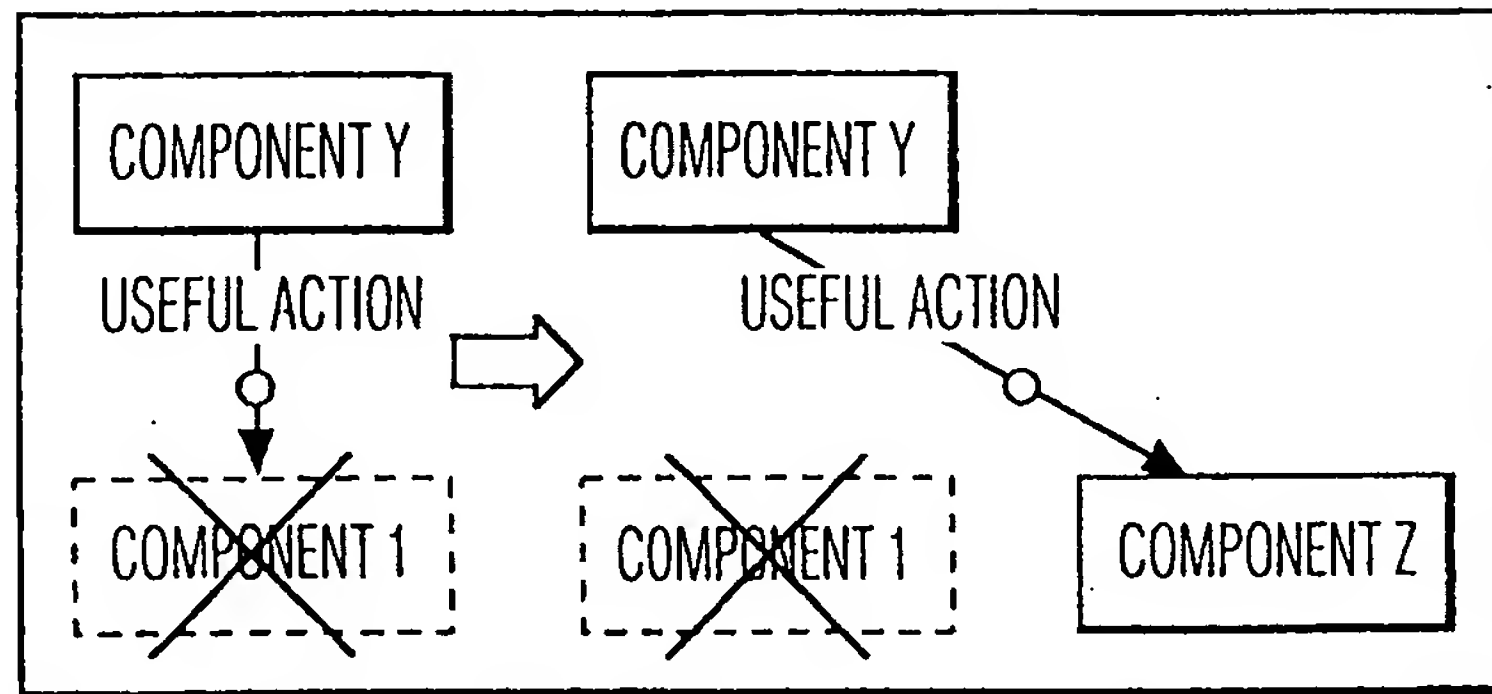 COMPONENT Y
USEFUL ACTION
COMPONENT 1
COMPONENT Y
USEFUL ACTION
COMPONENT 1
COMPONENT Z